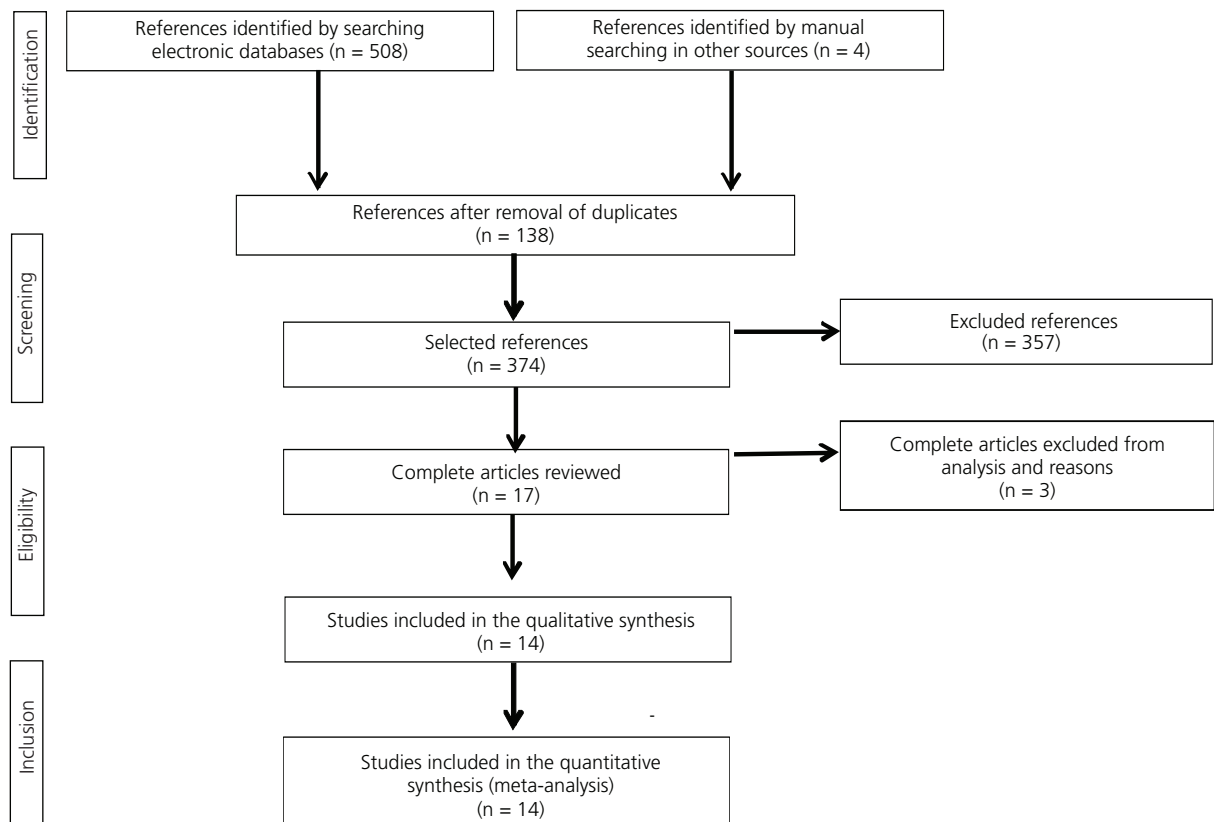 Identification
References identified by searching
electronic databases (n = 508)
References identified by manual
searching in other sources (n = 4)
References after removal of duplicates
(n = 138)
Screening
Selected references
(n = 374)
Excluded references
(n = 357)
Eligibility
Complete articles reviewed
(n = 17)
Complete articles excluded from
analysis and reasons
(n = 3)
Studies included in the qualitative synthesis
(n = 14)
Inclusion
-
Studies included in the quantitative
synthesis (meta-analysis)
(n = 14)